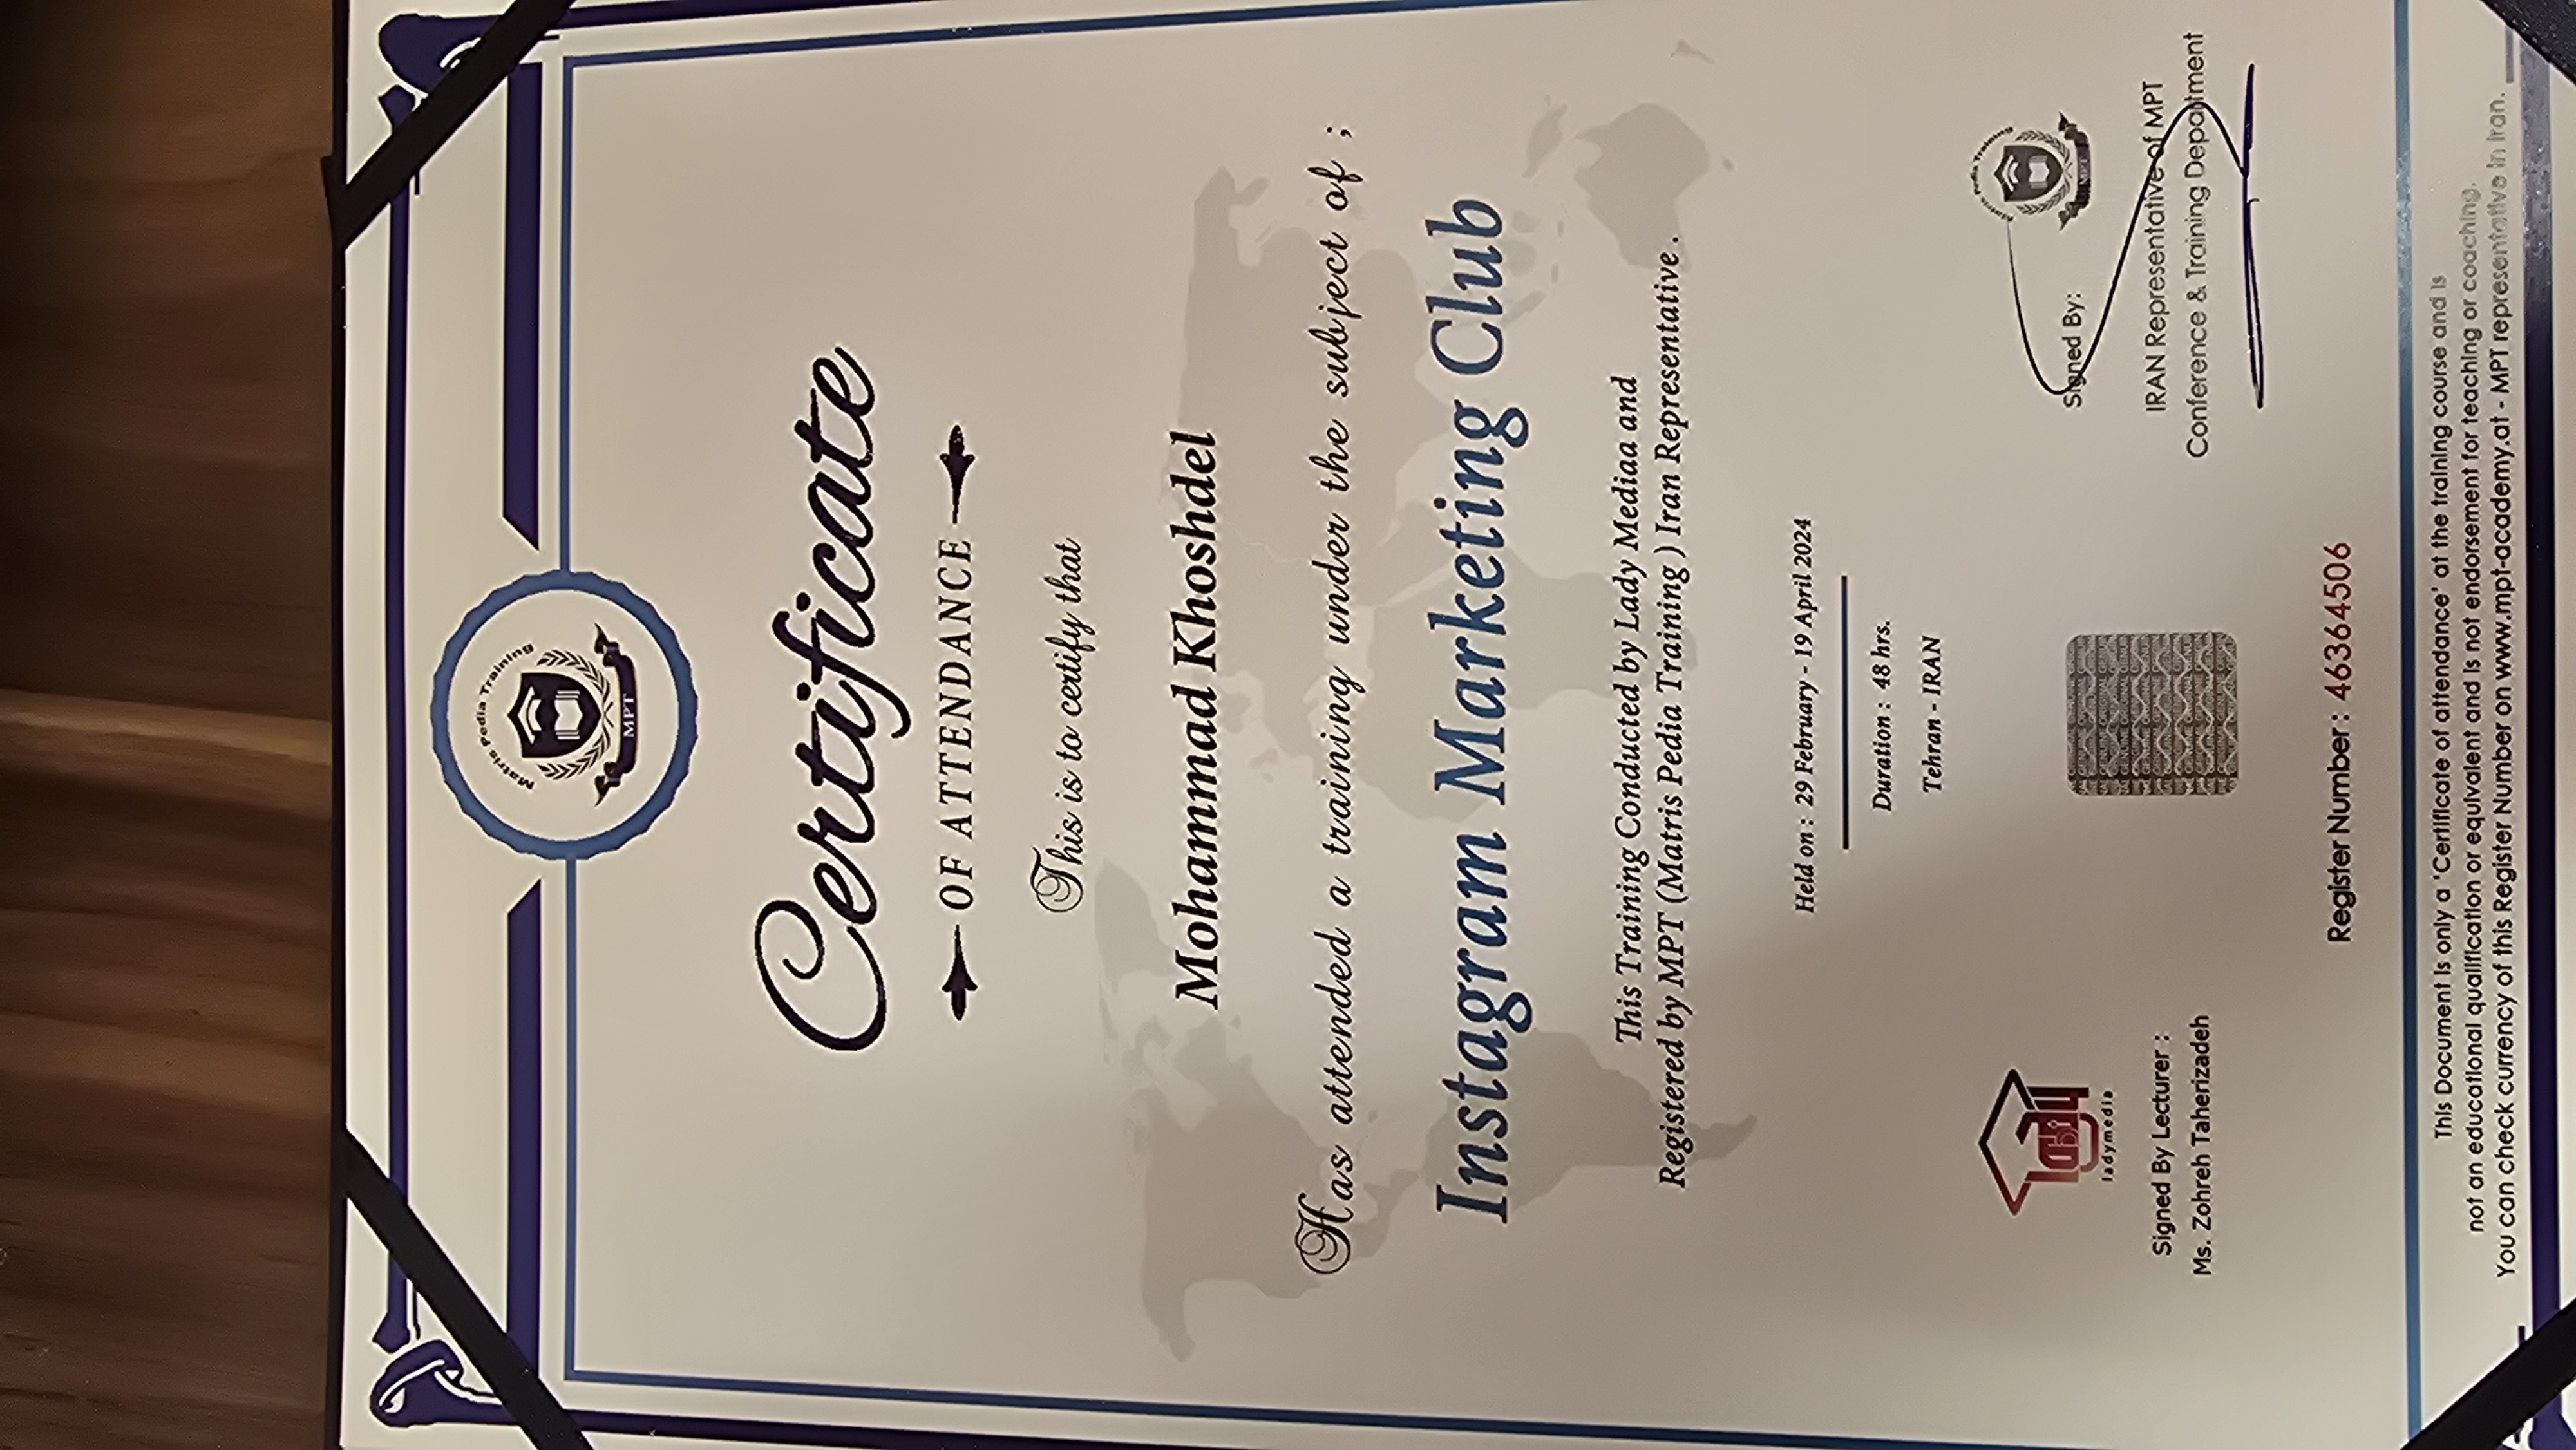 Matris Pedia Training
MPT
Certificate
OF ATTENDANCE
This is to certify that
Mohammad Khoshdel
Has attended a training under the subject of ;
Instagram Marketing Club
This Training Conducted by Lady Mediaa and
Registered by MPT (Matris Pedia Training ) Iran Representative.
Held on : 29 February - 19 April 2024
Duration : 48 hrs.
Tehran - IRAN
ladymedia
Signed By Lecturer :
Ms. Zohreh Taherizadeh
Matris Pedia Training
MPT
Signed By:
IRAN Representative of MPT
Conference & Training Department
Register Number : 46364506
This Document is only a 'Certificate of attendance' at the training course and is
not an educational qualification or equivalent and is not endorsement for teaching or coaching.
You can check currency of this Register Number on www.mpt-academy.at - MPT representative in Iran.